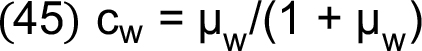 (45) c_w = μ_w/(1 + μ_w)